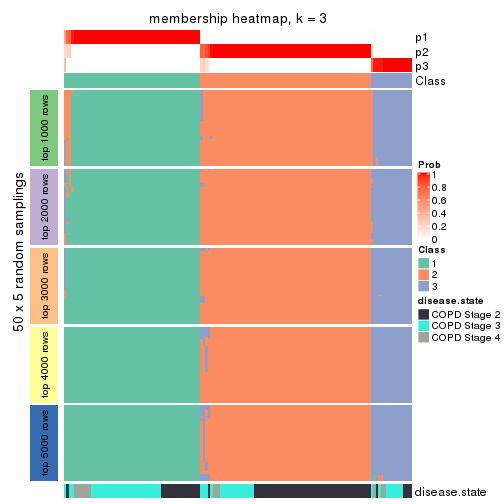 membership heatmap, k = 3
p1
p2
p3
Class
50 x 5 random samplings
top 1000 rows
top 2000 rows
top 3000 rows
top 4000 rows
top 5000 rows
Prob
1
0.8
0.6
0.4
0.2
0
Class
1
2
3
disease.state
COPD Stage 2
COPD Stage 3
COPD Stage 4
disease.state